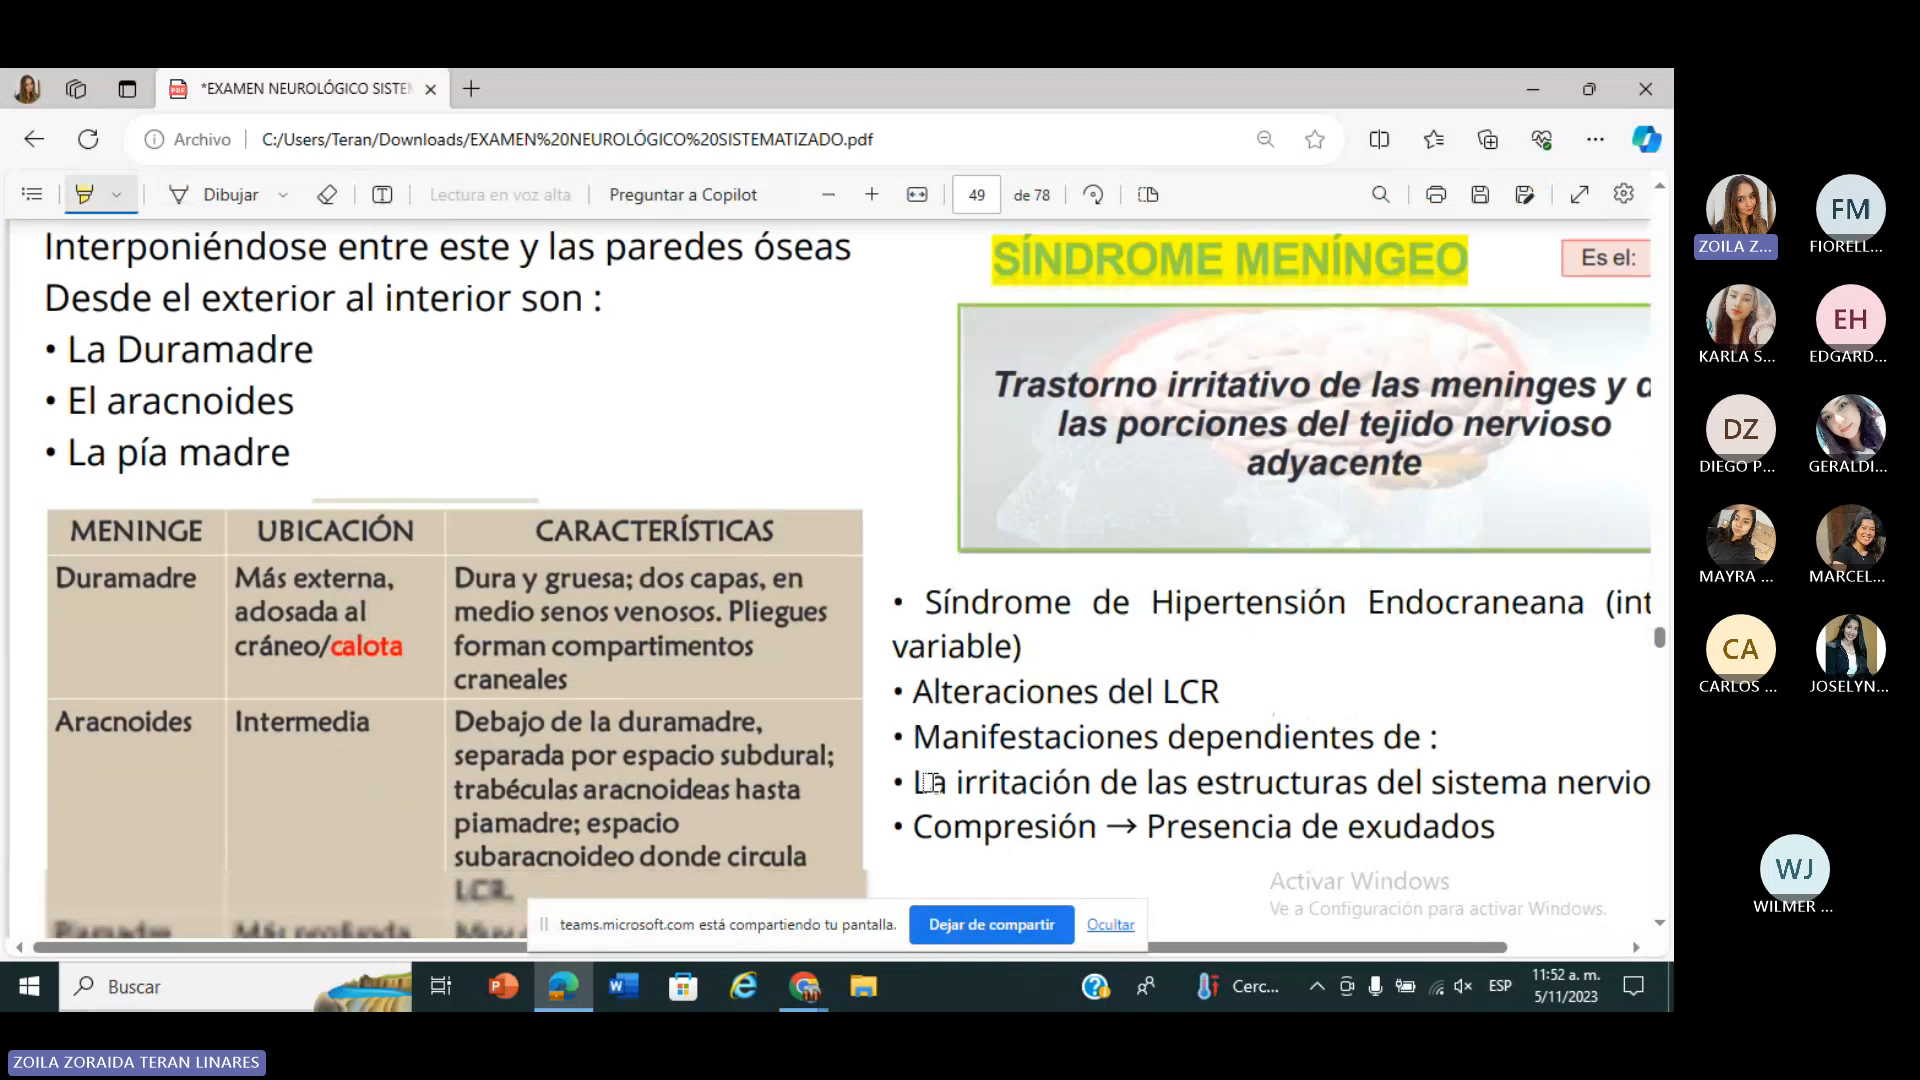 *EXAMEN NEUROLÓGICO SISTEM
Archivo
C:/Users/Teran/Downloads/EXAMEN%20NEUROLÓGICO%20SISTEMATIZADO.pdf
Dibujar
Lectura en voz alta
Preguntar a Copilot
49 de 78
Interponiéndose entre este y las paredes óseas
Desde el exterior al interior son :
• La Duramadre
• El aracnoides
• La pía madre
MENINGE UBICACIÓN CARACTERÍSTICAS
Duramadre
Más externa,
adosada al
cráneo/calota
Dura y gruesa; dos capas, en
medio senos venosos. Pliegues
forman compartimentos
craneales
Aracnoides
Intermedia
Debajo de la duramadre,
separada por espacio subdural;
trabéculas aracnoideas hasta
piamadre; espacio
subaracnoideo donde circula
LCR.
Piamadre
Más profunda
SÍNDROME MENÍNGEO
Es el:
Trastorno irritativo de las meninges y d
las porciones del tejido nervioso
adyacente
• Síndrome de Hipertensión Endocraneana (int
variable)
• Alteraciones del LCR
• Manifestaciones dependientes de :
• La irritación de las estructuras del sistema nervio
• Compresión → Presencia de exudados
Activar Windows
Ve a Configuración para activar Windows.
teams.microsoft.com está compartiendo tu pantalla.
Dejar de compartir
Ocultar
Buscar
Cerc...
ESP
11:52 a. m.
5/11/2023
ZOILA Z...
FM
FIORELL...
KARLA S...
EH
EDGARD...
DZ
DIEGO P...
GERALDI...
MAYRA ...
MARCEL...
CA
CARLOS ...
JOSELYN...
WJ
WILMER ...
ZOILA ZORAIDA TERAN LINARES